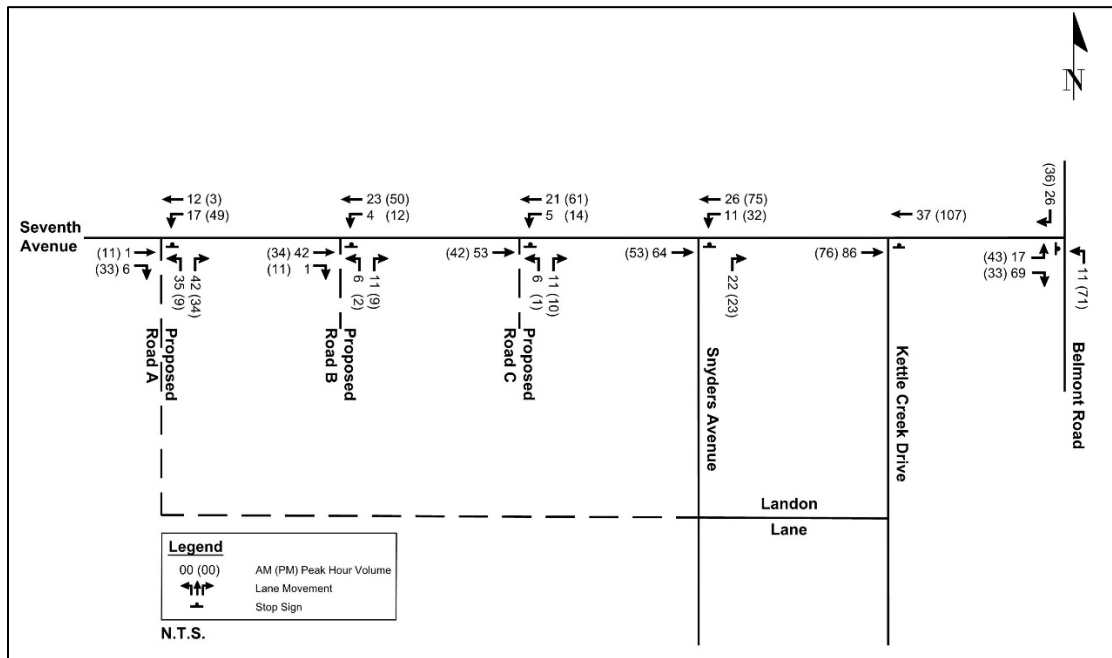 N
(36) 26
12 (3)
17 (49)
23 (50)
4 (12)
21 (61)
5 (14)
26 (75)
11 (32)
37 (107)
Seventh
Avenue
(11) 1
(33) 6
35 (9)
42 (34)
(34) 42
(11) 1
6 (2)
11 (9)
(42) 53
6 (1)
11 (10)
(53) 64
22 (23)
(76) 86
(43) 17
(33) 69
11 (71)
Proposed
Road A
Proposed
Road B
Proposed
Road C
Snyders Avenue
Kettle Creek Drive
Belmont Road
Landon
Lane
Legend
00 (00) AM (PM) Peak Hour Volume
Lane Movement
Stop Sign
N.T.S.